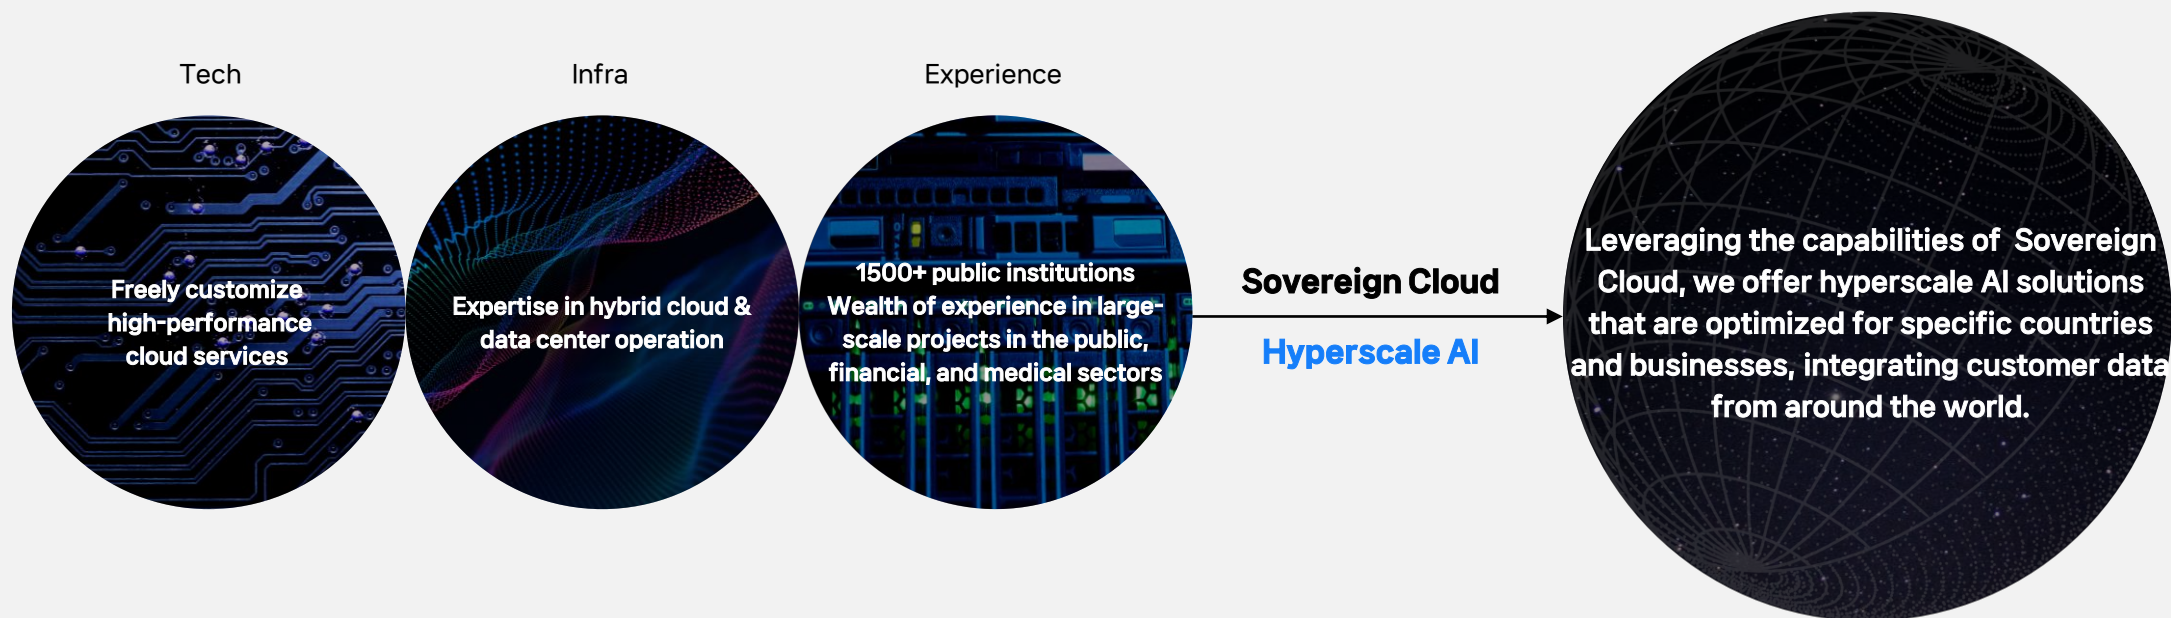 Tech
Freely customize
high-performance
cloud services
Infra
Expertise in hybrid cloud &
data center operation
Experience
1500+ public institutions
Wealth of experience in large-
scale projects in the public,
financial, and medical sectors
Sovereign Cloud
Hyperscale AI
Leveraging the capabilities of  Sovereign
Cloud, we offer hyperscale AI solutions
that are optimized for specific countries
and businesses, integrating customer data
from around the world.